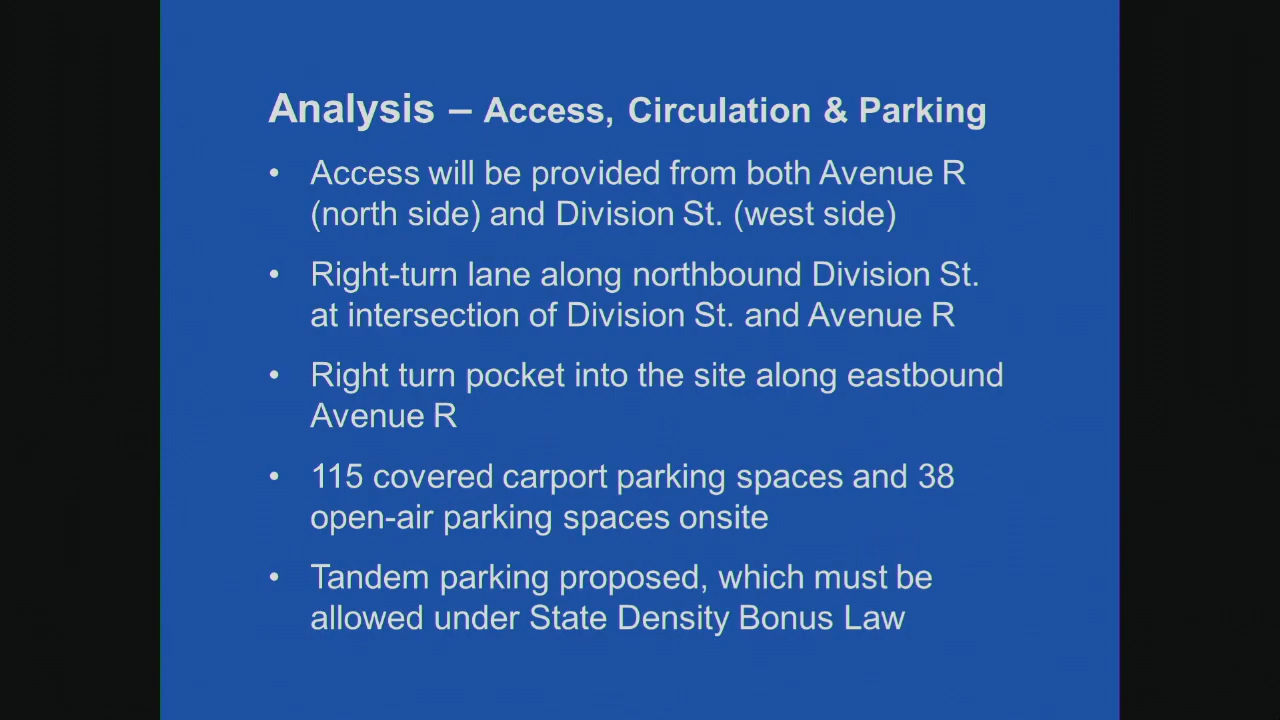 Analysis – Access, Circulation & Parking
• Access will be provided from both Avenue R
(north side) and Division St. (west side)
• Right-turn lane along northbound Division St.
at intersection of Division St. and Avenue R
• Right turn pocket into the site along eastbound
Avenue R
• 115 covered carport parking spaces and 38
open-air parking spaces onsite
• Tandem parking proposed, which must be
allowed under State Density Bonus Law